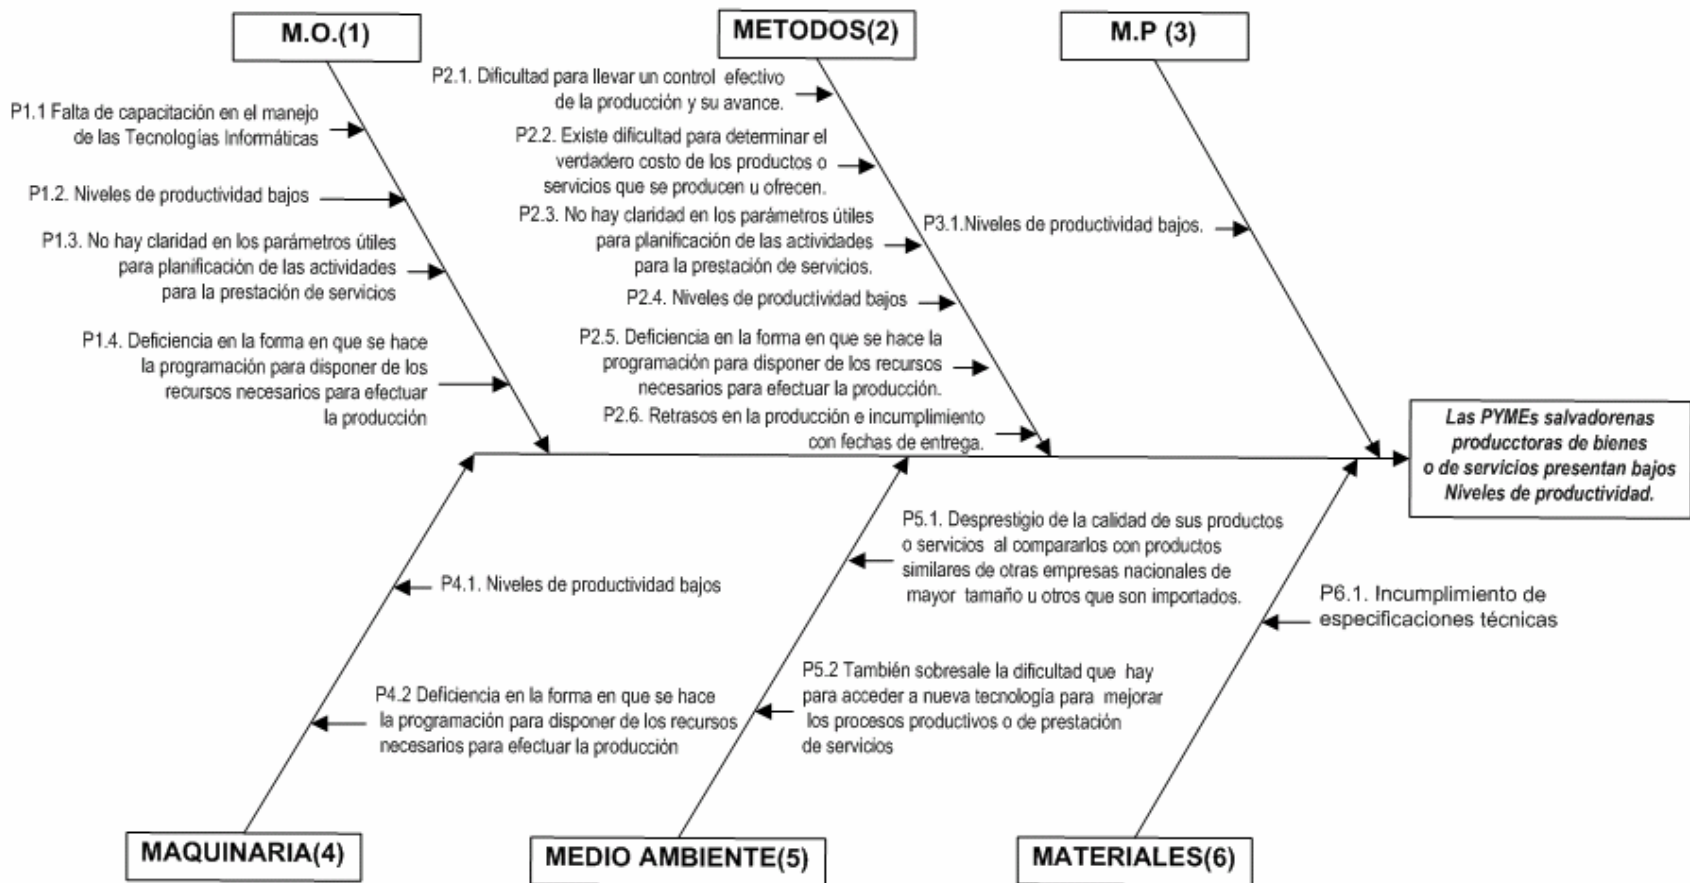 M.O.(1)
METODOS(2)
M.P (3)
P1.1 Falta de capacitación en el manejo
de las Tecnologías Informáticas
P1.2. Niveles de productividad bajos
P1.3. No hay claridad en los parámetros útiles
para planificación de las actividades
para la prestación de servicios
P1.4. Deficiencia en la forma en que se hace
la programación para disponer de los
recursos necesarios para efectuar
la producción
P2.1. Dificultad para llevar un control efectivo
de la producción y su avance.
P2.2. Existe dificultad para determinar el
verdadero costo de los productos o
servicios que se producen u ofrecen.
P2.3. No hay claridad en los parámetros útiles
para planificación de las actividades
para la prestación de servicios.
P2.4. Niveles de productividad bajos
P2.5. Deficiencia en la forma en que se hace la
programación para disponer de los recursos
necesarios para efectuar la producción.
P2.6. Retrasos en la producción e incumplimiento
con fechas de entrega.
P3.1.Niveles de productividad bajos.
Las PYMEs salvadorenas
producctoras de bienes
o de servicios presentan bajos
Niveles de productividad.
P4.1. Niveles de productividad bajos
P4.2 Deficiencia en la forma en que se hace
la programación para disponer de los recursos
necesarios para efectuar la producción
P5.1. Desprestigio de la calidad de sus productos
o servicios al compararlos con productos
similares de otras empresas nacionales de
mayor tamaño u otros que son importados.
P5.2 También sobresale la dificultad que hay
para acceder a nueva tecnología para mejorar
los procesos productivos o de prestación
de servicios
P6.1. Incumplimiento de
especificaciones técnicas
MAQUINARIA(4)
MEDIO AMBIENTE(5)
MATERIALES(6)